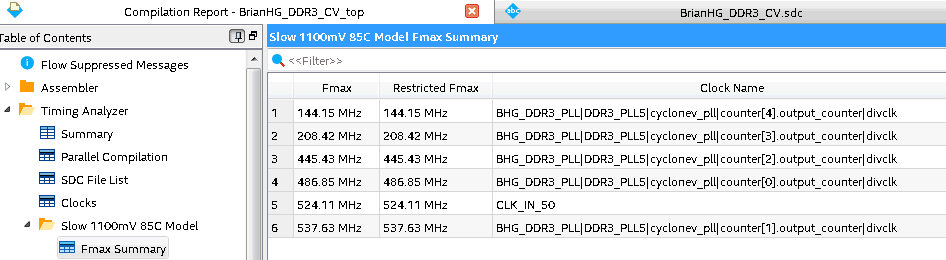 Compilation Report - BrianHG_DDR3_CV_top
BrianHG_DDR3_CV.sdc
Table of Contents
Flow Suppressed Messages
Assembler
Timing Analyzer
Summary
Parallel Compilation
SDC File List
Clocks
Slow 1100mV 85C Model
Fmax Summary
Slow 1100mV 85C Model Fmax Summary
<<Filter>>
Fmax Restricted Fmax Clock Name
1 144.15 MHz 144.15 MHz BHG_DDR3_PLL|DDR3_PLL5|cyclonev_pll|counter[4].output_counter|divclk
2 208.42 MHz 208.42 MHz BHG_DDR3_PLL|DDR3_PLL5|cyclonev_pll|counter[3].output_counter|divclk
3 445.43 MHz 445.43 MHz BHG_DDR3_PLL|DDR3_PLL5|cyclonev_pll|counter[2].output_counter|divclk
4 486.85 MHz 486.85 MHz BHG_DDR3_PLL|DDR3_PLL5|cyclonev_pll|counter[0].output_counter|divclk
5 524.11 MHz 524.11 MHz CLK_IN_50
6 537.63 MHz 537.63 MHz BHG_DDR3_PLL|DDR3_PLL5|cyclonev_pll|counter[1].output_counter|divclk